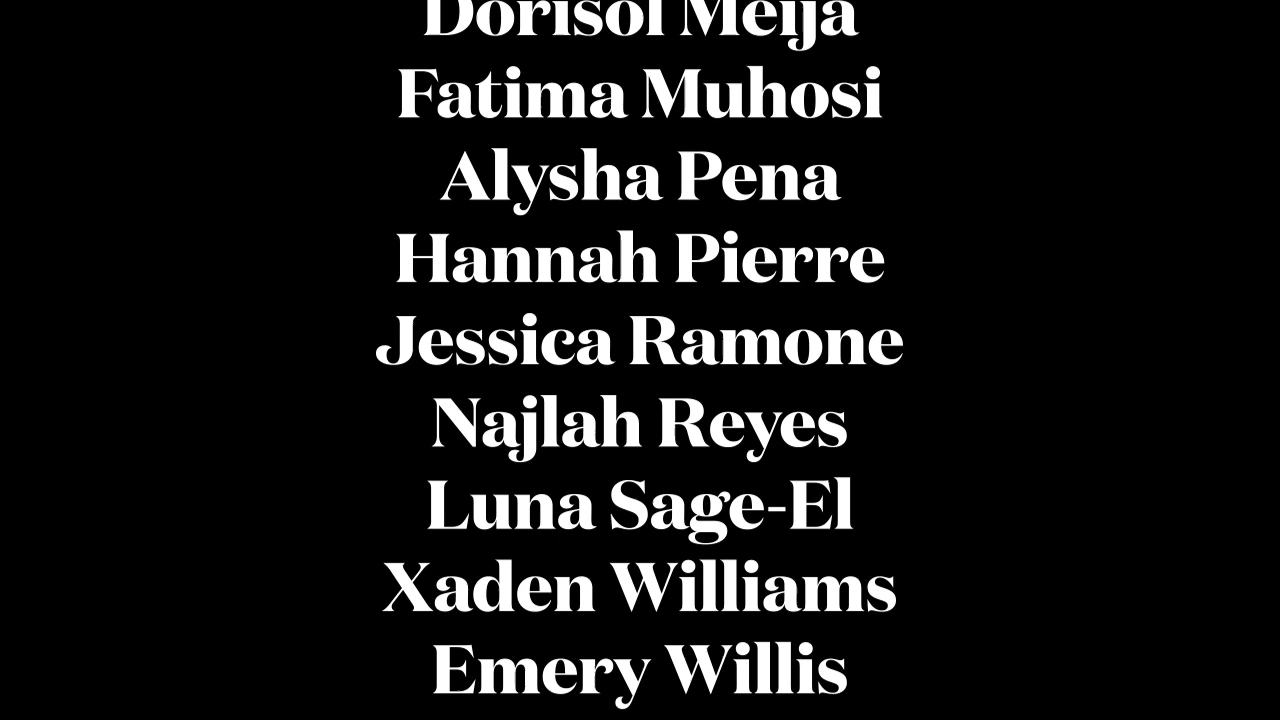 Dorisol Meija
Fatima Muhosi
Alysha Pena
Hannah Pierre
Jessica Ramone
Najlah Reyes
Luna Sage-El
Xaden Williams
Emery Willis